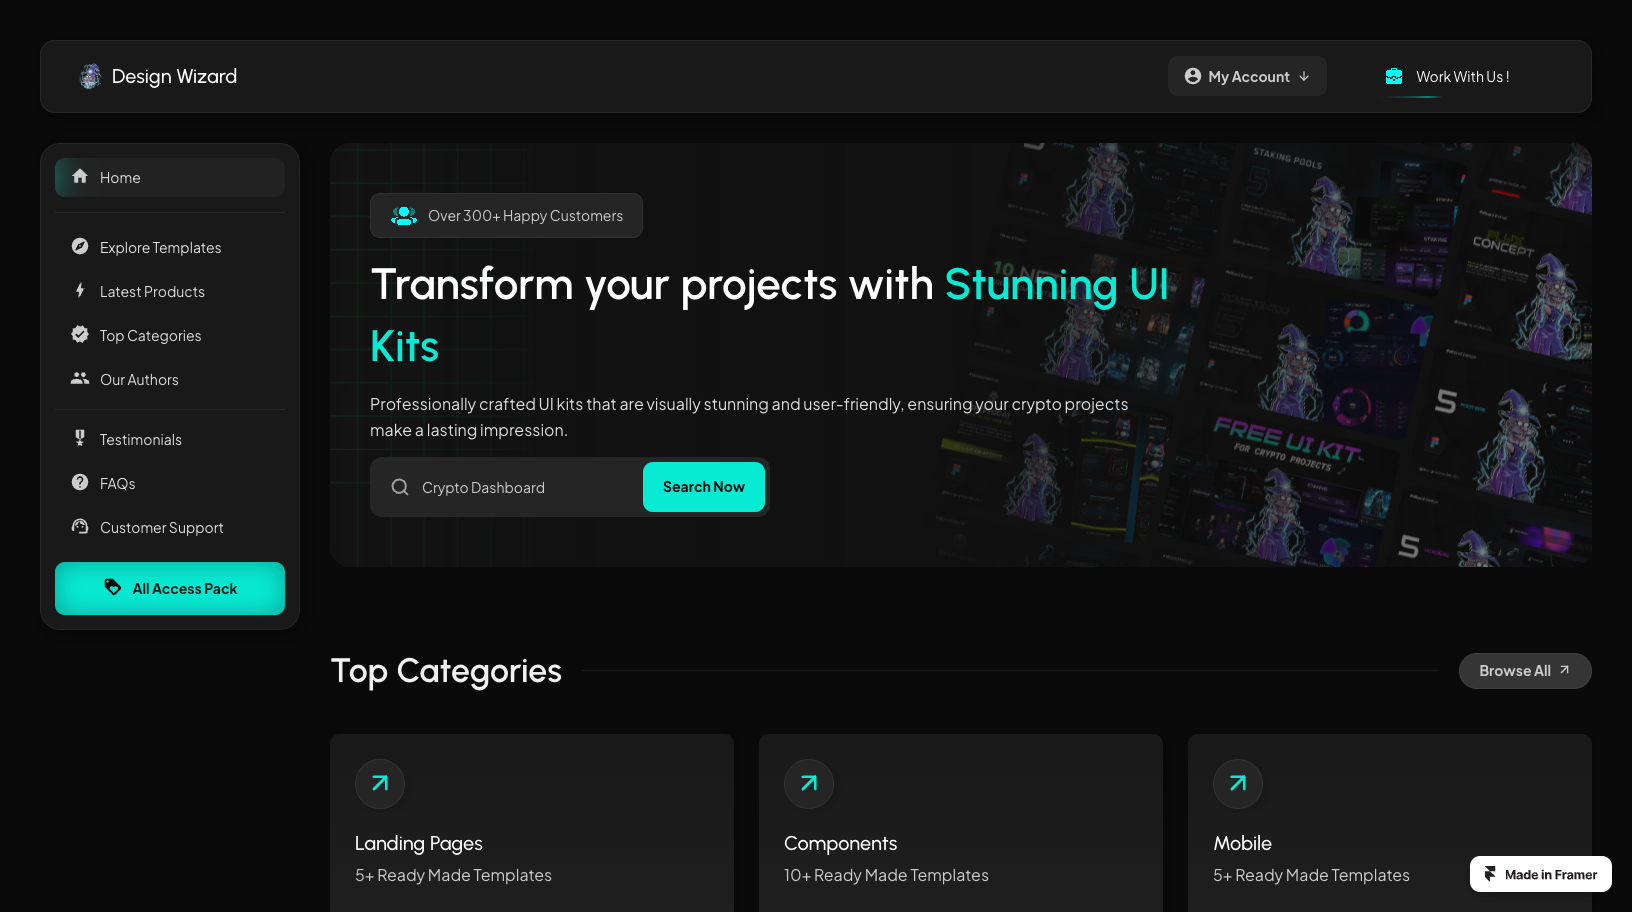 Design Wizard
My Account
Work With Us !
Home
Explore Templates
Latest Products
Top Categories
Our Authors
Testimonials
FAQs
Customer Support
All Access Pack
Over 300+ Happy Customers
Transform your projects with Stunning UI
Kits
Professionally crafted UI kits that are visually stunning and user-friendly, ensuring your crypto projects
make a lasting impression.
Crypto Dashboard
Search Now
STAKING POOLS
CONCEPT
STAKING
10
5
FREE UI KIT
FOR CRYPTO PROJECTS
5
Top Categories
Browse All
Landing Pages
5+ Ready Made Templates
Components
10+ Ready Made Templates
Mobile
5+ Ready Made Templates
Made in Framer